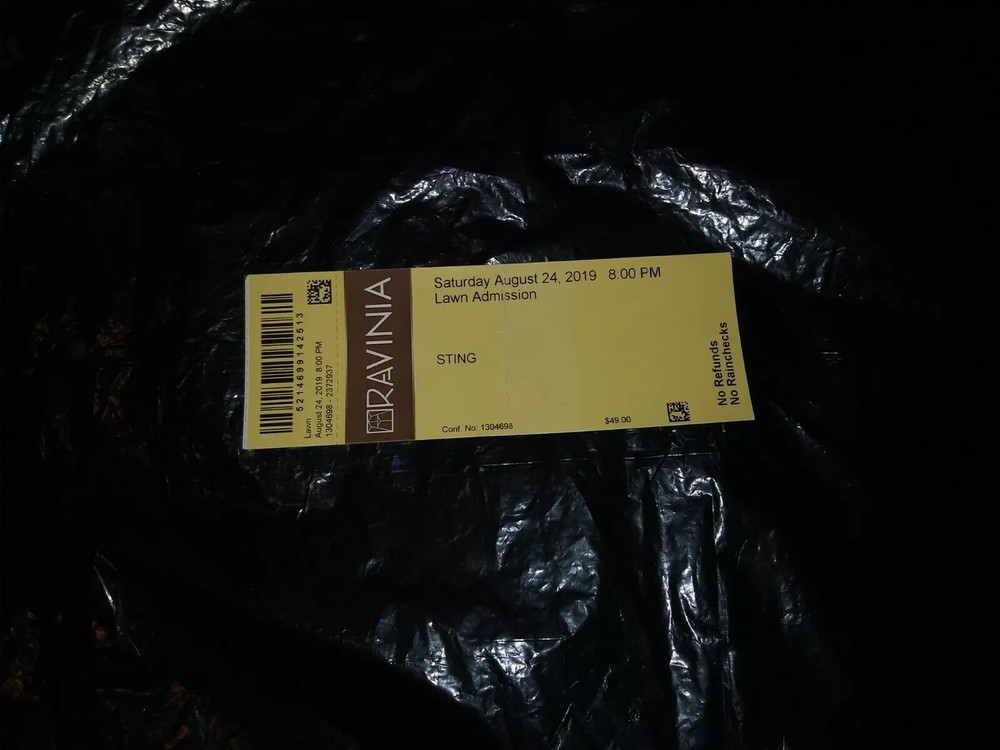 5214699142513
Lawn
August 24, 2019 8:00 PM
1304698 - 2372937
RAVINIA
Saturday August 24, 2019 8:00 PM
Lawn Admission
STING
Conf. No: 1304698
$49.00
No Refunds
No Rainchecks